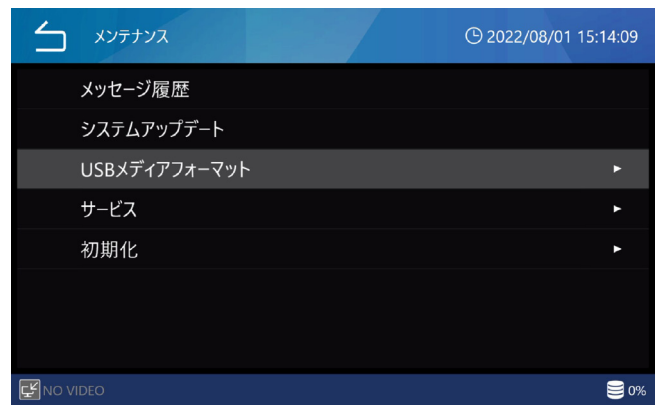 メンテナンス 2022/08/01 15:14:09
メッセージ履歴
システムアップデート
USBメディアフォーマット
サービス
初期化
NO VIDEO 0%